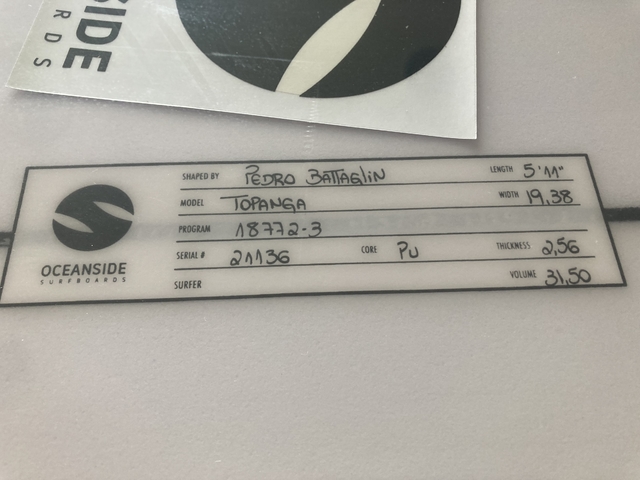 SIDE
RDS
SHAPED BY PEDRO BATTAGLIN LENGTH 5'11"
MODEL TOPANGA WIDTH 19,38
PROGRAM 18772-3
SERIAL # 21136 CORE PU THICKNESS 2,56
SURFER VOLUME 31,50
OCEANSIDE
SURFBOARDS